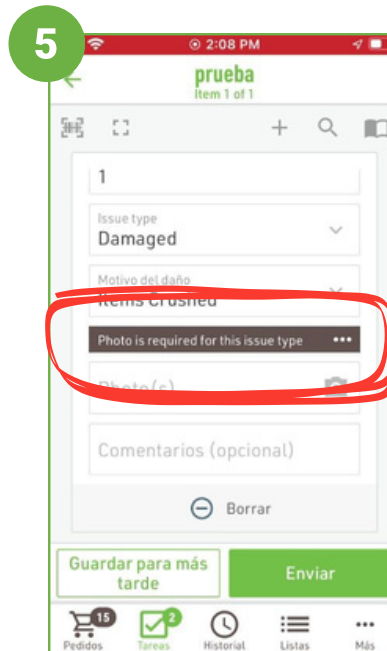 5
2:08 PM
prueba
Item 1 of 1
1
Issue type
Damaged
Motivo del daño
Items Crushed
Photo is required for this issue type
Photo(s)
Comentarios (opcional)
Borrar
Guardar para más
tarde
Enviar
15
2
Pedidos
Tareas
Historial
Listas
Más